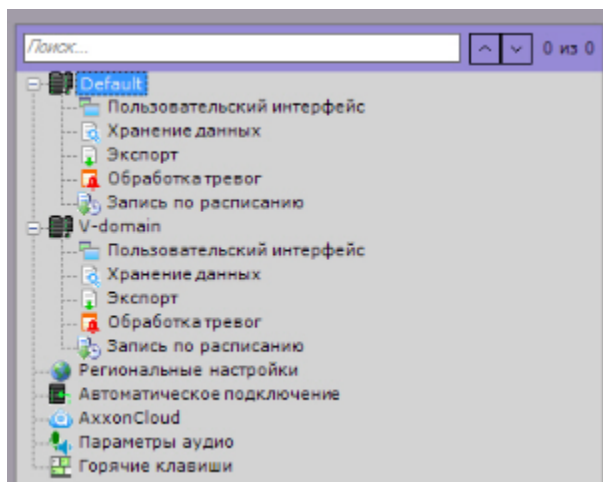 Поиск...
0 из 0
Default
Пользовательский интерфейс
Хранение данных
Экспорт
Обработка тревог
Запись по расписанию
V-domain
Пользовательский интерфейс
Хранение данных
Экспорт
Обработка тревог
Запись по расписанию
Региональные настройки
Автоматическое подключение
AxxonCloud
Параметры аудио
Горячие клавиши